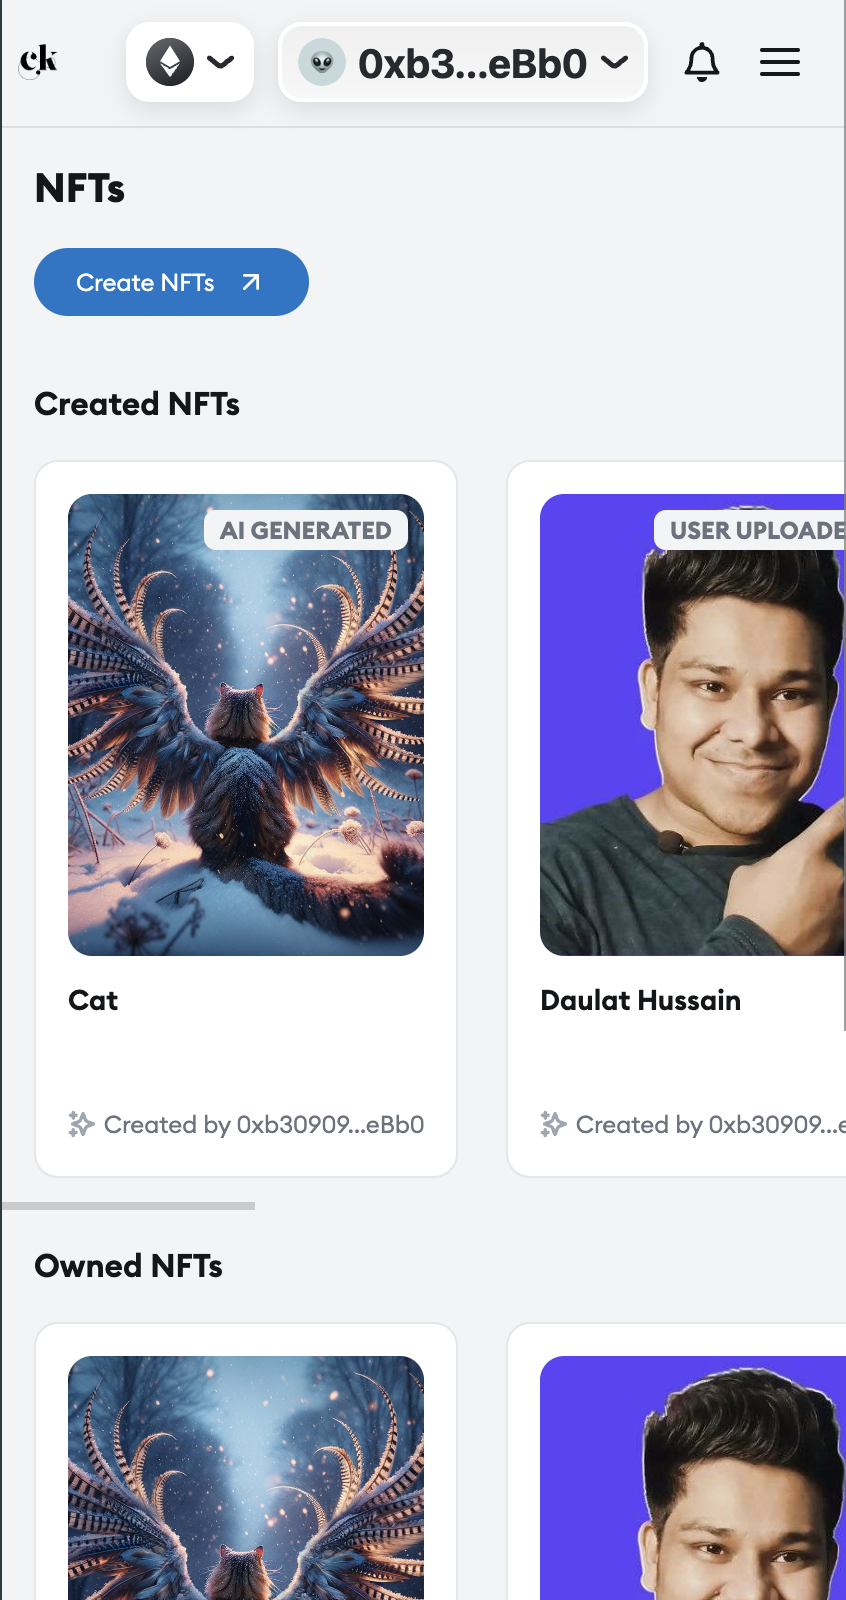 ck
0xb3...eBb0
NFTs
Create NFTs
Created NFTs
AI GENERATED
USER UPLOADE
Cat
Daulat Hussain
Created by 0xb30909...eBb0
Created by 0xb30909...e
Owned NFTs